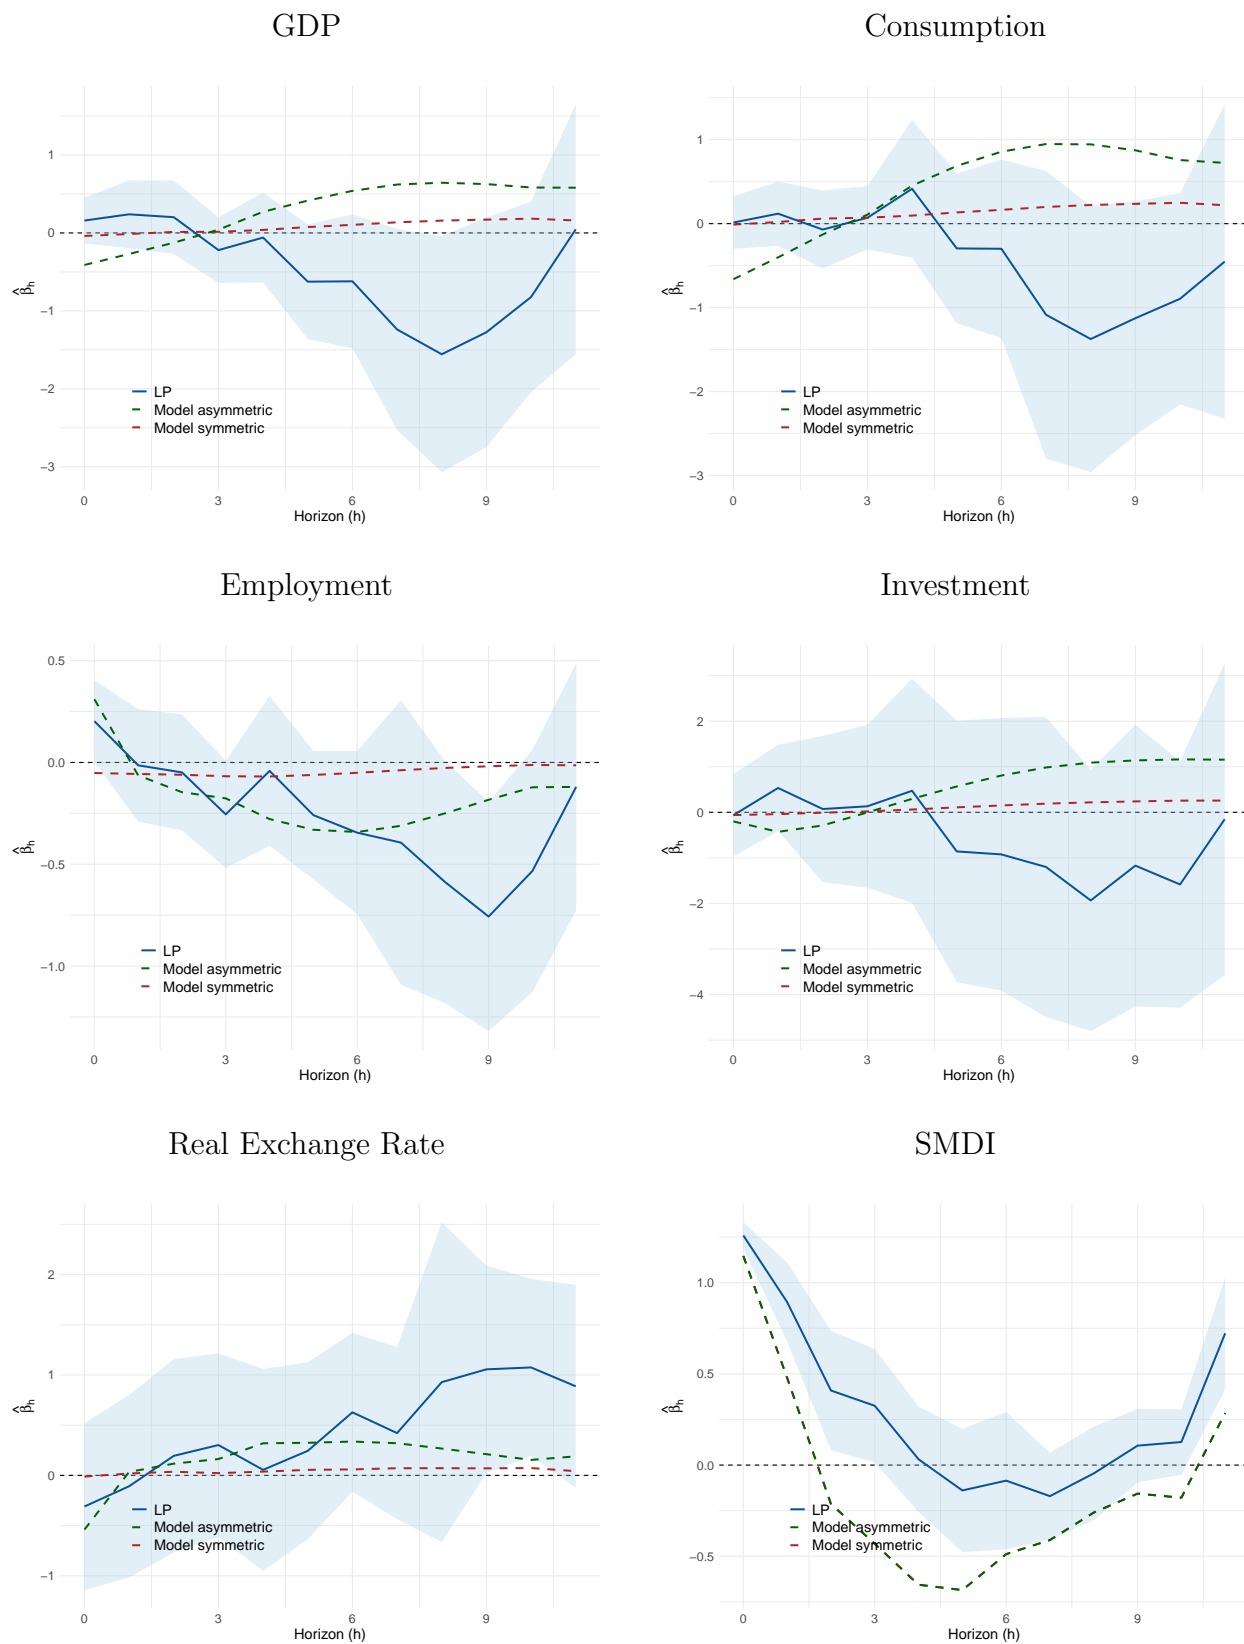 GDP
1
0
−1
−2
−3
β̂h
LP
Model asymmetric
Model symmetric
0 3 6 9
Horizon (h)
Consumption
1
0
−1
−2
−3
β̂h
LP
Model asymmetric
Model symmetric
0 3 6 9
Horizon (h)
Employment
0.5
0.0
−0.5
−1.0
β̂h
LP
Model asymmetric
Model symmetric
0 3 6 9
Horizon (h)
Investment
2
0
−2
−4
β̂h
LP
Model asymmetric
Model symmetric
0 3 6 9
Horizon (h)
Real Exchange Rate
2
1
0
−1
β̂h
LP
Model asymmetric
Model symmetric
0 3 6 9
Horizon (h)
SMDI
1.0
0.5
0.0
−0.5
β̂h
LP
Model asymmetric
Model symmetric
0 3 6 9
Horizon (h)